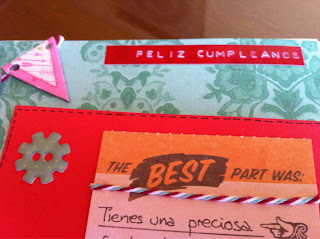 FELIZ CUMPLEANOS
THE BEST PART WAS:
Tienes una preciosa